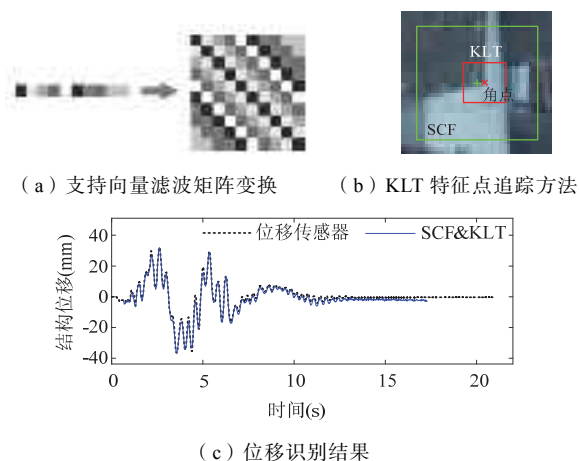 KLT
角点
SCF
(a)支持向量滤波矩阵变换
(b)KLT 特征点追踪方法
位移传感器
SCF&KLT
结构位移(mm)
40
20
0
-20
-40
0
5
10
15
20
时间(s)
(c)位移识别结果